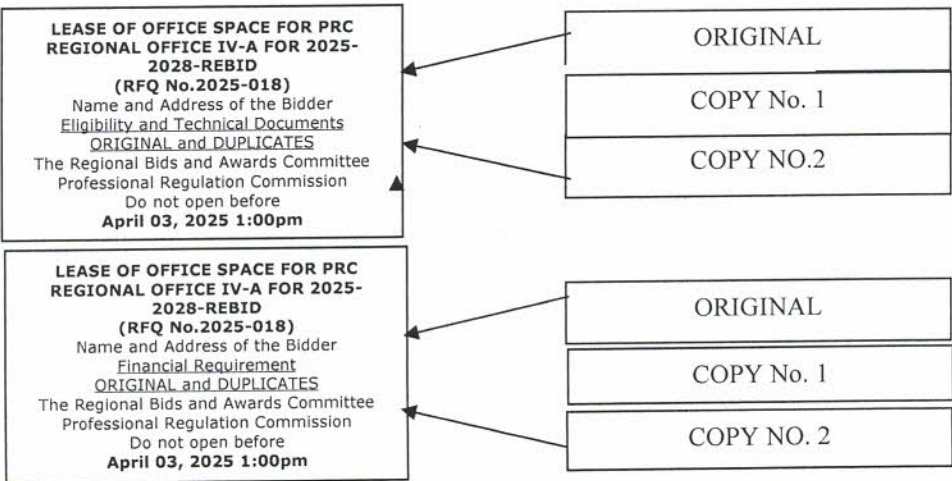 LEASE OF OFFICE SPACE FOR PRC
REGIONAL OFFICE IV-A FOR 2025-
2028-REBID
(RFQ No.2025-018)
Name and Address of the Bidder
Eligibility and Technical Documents
ORIGINAL and DUPLICATES
The Regional Bids and Awards Committee
Professional Regulation Commission
Do not open before
April 03, 2025 1:00pm
ORIGINAL
COPY No. 1
COPY NO.2
LEASE OF OFFICE SPACE FOR PRC
REGIONAL OFFICE IV-A FOR 2025-
2028-REBID
(RFQ No.2025-018)
Name and Address of the Bidder
Financial Requirement
ORIGINAL and DUPLICATES
The Regional Bids and Awards Committee
Professional Regulation Commission
Do not open before
April 03, 2025 1:00pm
ORIGINAL
COPY No. 1
COPY NO. 2